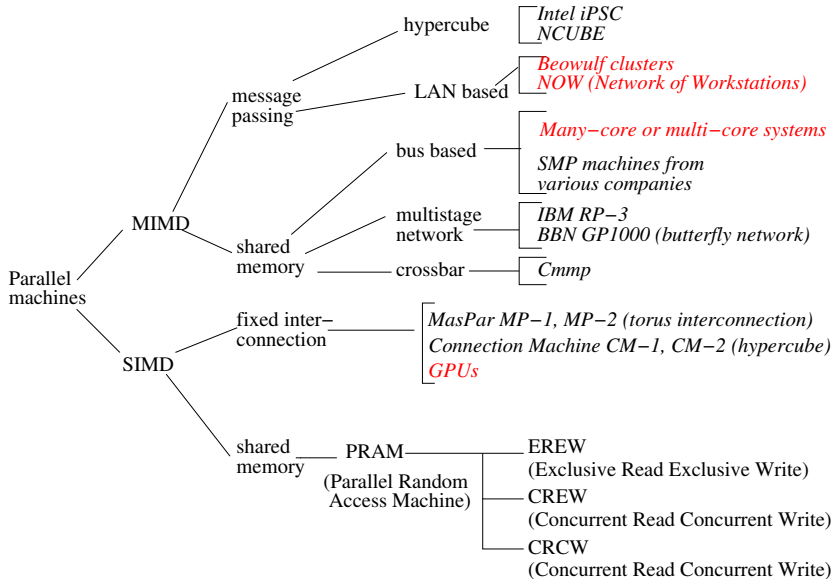 hypercube
Intel iPSC
NCUBE
message
passing
LAN based
Beowulf clusters
NOW (Network of Workstations)
bus based
Many−core or multi−core systems
SMP machines from
various companies
MIMD
multistage
network
IBM RP−3
BBN GP1000 (butterfly network)
shared
memory
crossbar
Cmmp
Parallel
machines
fixed inter−
connection
MasPar MP−1, MP−2 (torus interconnection)
Connection Machine CM−1, CM−2 (hypercube)
GPUs
SIMD
shared
memory
PRAM
(Parallel Random
Access Machine)
EREW
(Exclusive Read Exclusive Write)
CREW
(Concurrent Read Concurrent Write)
CRCW
(Concurrent Read Concurrent Write)